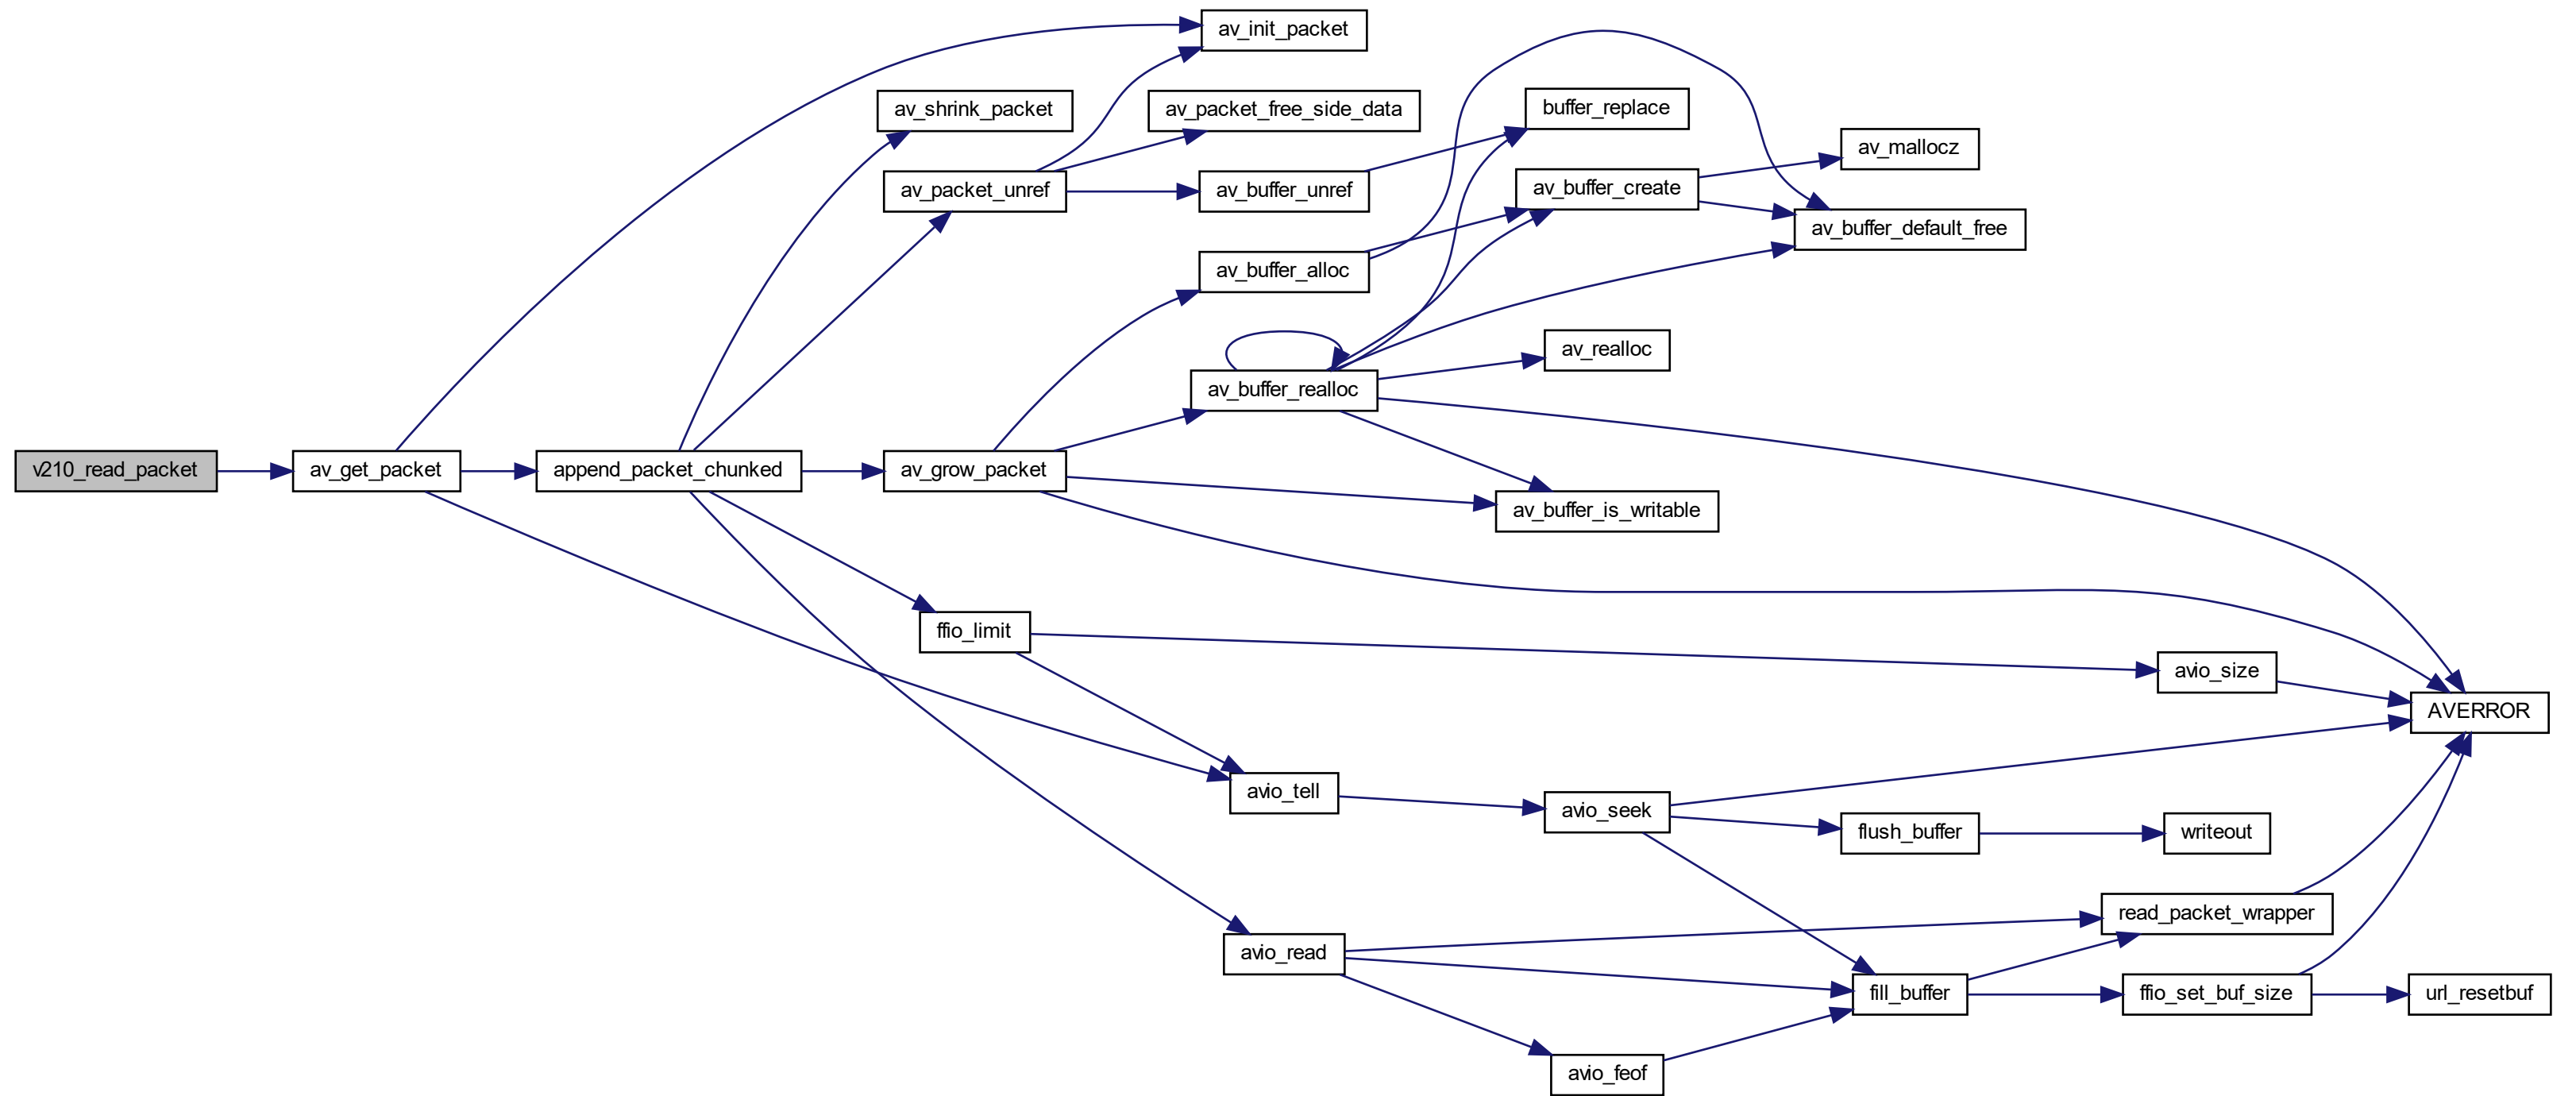 av_init_packet
av_shrink_packet
av_packet_free_side_data
buffer_replace
av_mallocz
av_packet_unref
av_buffer_unref
av_buffer_create
av_buffer_default_free
av_buffer_alloc
av_realloc
av_buffer_realloc
v210_read_packet
av_get_packet
append_packet_chunked
av_grow_packet
av_buffer_is_writable
ffio_limit
avio_size
AVERROR
avio_tell
avio_seek
flush_buffer
writeout
read_packet_wrapper
avio_read
fill_buffer
ffio_set_buf_size
url_resetbuf
avio_feof